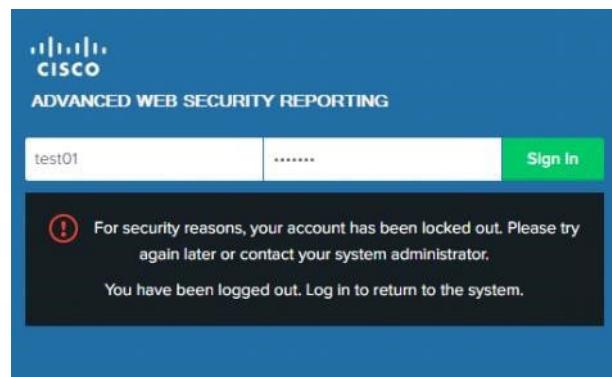 CISCO
ADVANCED WEB SECURITY REPORTING
test01 ······· Sign In
For security reasons, your account has been locked out. Please try
again later or contact your system administrator.
You have been logged out. Log in to return to the system.